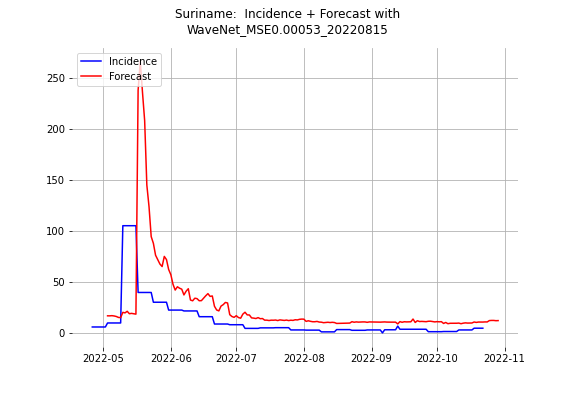 Suriname:  Incidence + Forecast with
WaveNet_MSE0.00053_20220815
Incidence
Forecast
250
200
150
100
50
0
2022-05 2022-06 2022-07 2022-08 2022-09 2022-10 2022-11